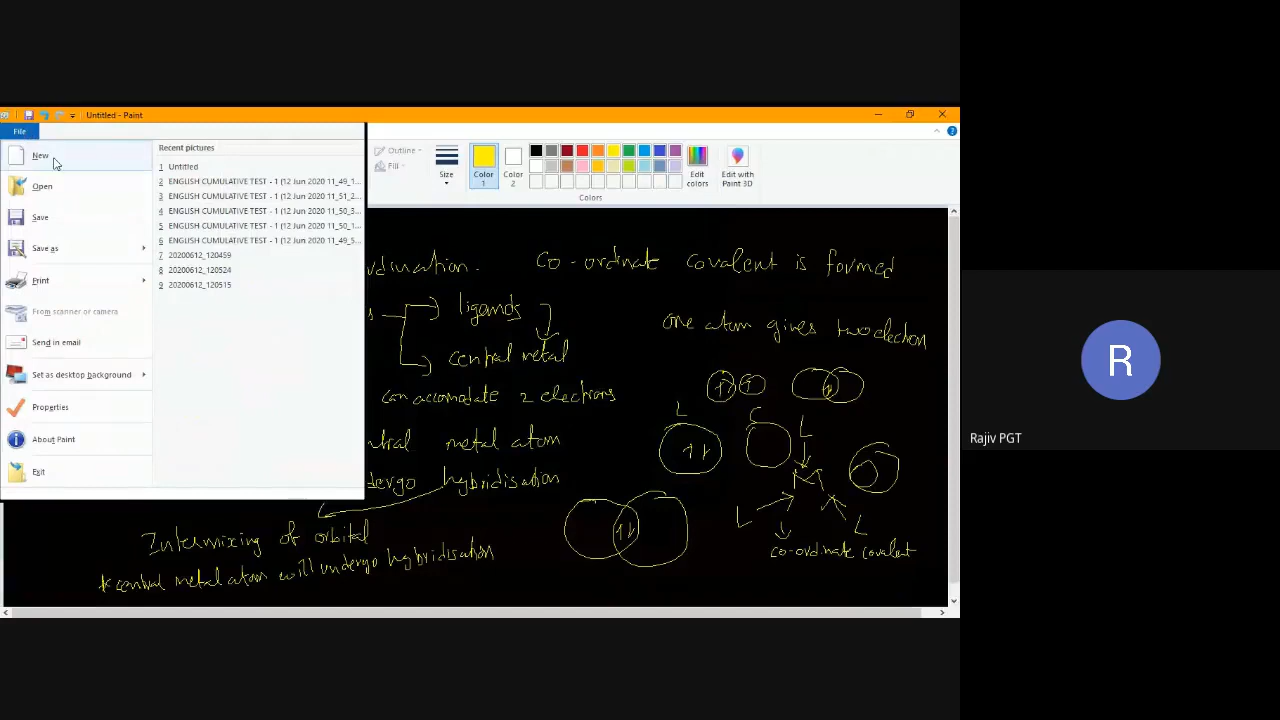 Untitled - Paint
File
New
Open
Save
Save as
Print
From scanner or camera
Send in email
Set as desktop background
Properties
About Paint
Exit
Recent pictures
1 Untitled
2 ENGLISH CUMULATIVE TEST - 1 (12 Jun 2020 11_49_1...
3 ENGLISH CUMULATIVE TEST - 1 (12 Jun 2020 11_51_2...
4 ENGLISH CUMULATIVE TEST - 1 (12 Jun 2020 11_50_3...
5 ENGLISH CUMULATIVE TEST - 1 (12 Jun 2020 11_50_1...
6 ENGLISH CUMULATIVE TEST - 1 (12 Jun 2020 11_49_5...
7 20200612_120459
8 20200612_120524
9 20200612_120515
Outline
Fill
Size
Color 1
Color 2
Edit colors
Edit with Paint 3D
Colors
rdination. Co-ordinate covalent is formed
s ligands
one atom gives two election
central metal
can accomodate 2 electrons
L C L
ntral metal atom
M
dergo hybridisation
L L
Intermixing of orbital
co-ordinate covalent
* central metal atom will undergo hybridisation
R
Rajiv PGT